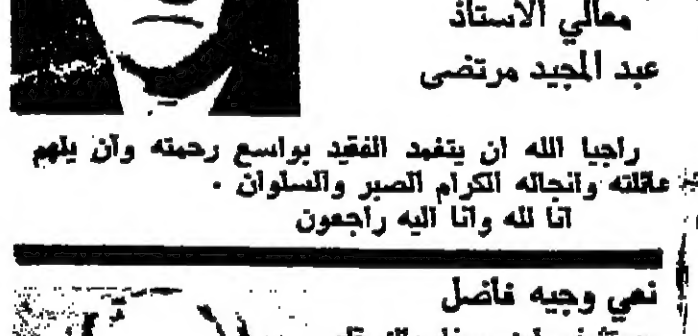 معالي الاستاذ
عبد المجيد مرتضى
راجيا الله ان يتغمد الفقيد بواسع رحمته وان يلهم
عائلته وانجاله الكرام الصبر والسلوان .
انا لله وانا اليه راجعون
نعي وجيه فاضل